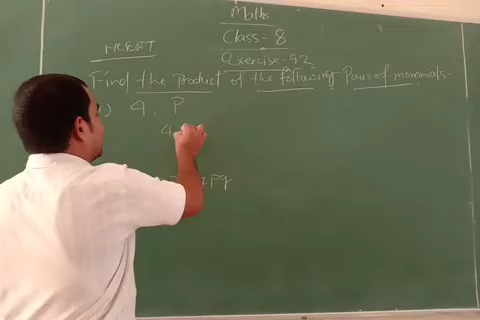 Maths
Class-8
NCERT
Exercise-9.2
Find the Product of the following Pairs of monomials-
) 4, P
4
pq